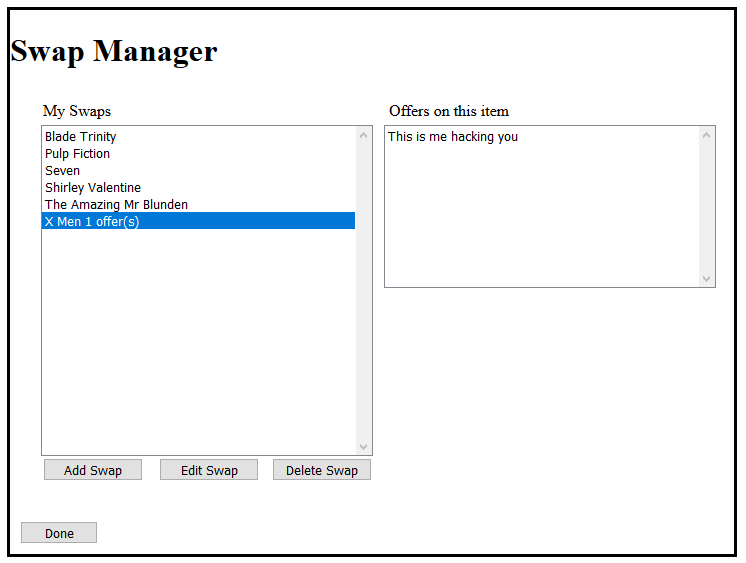 Swap Manager
My Swaps
Blade Trinity
Pulp Fiction
Seven
Shirley Valentine
The Amazing Mr Blunden
X Men 1 offer(s)
Add Swap
Edit Swap
Delete Swap
Offers on this item
This is me hacking you
Done